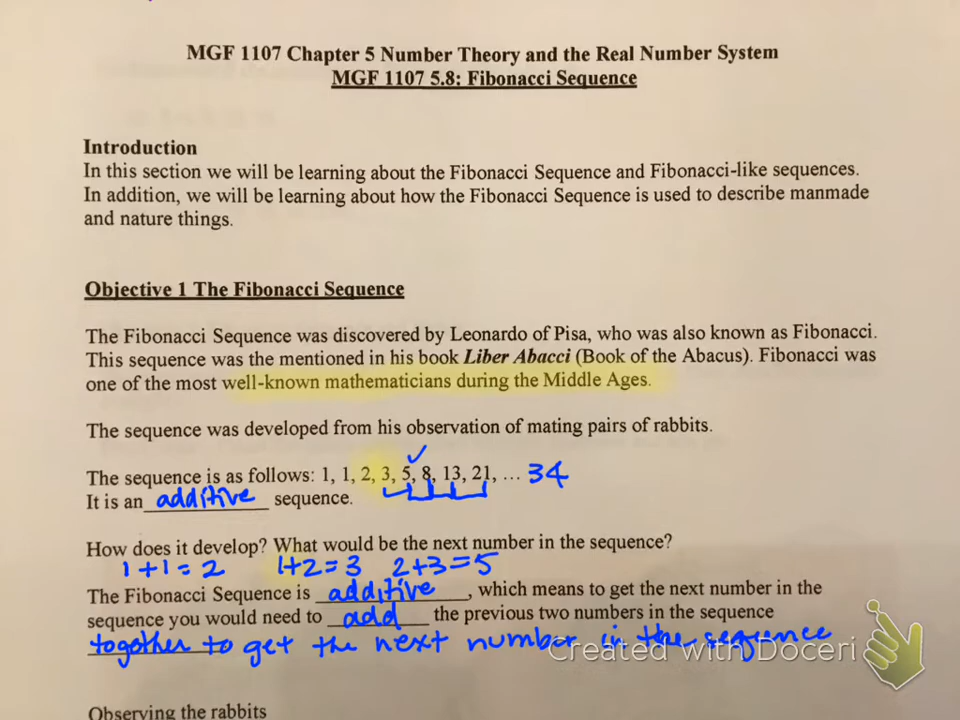 MGF 1107 Chapter 5 Number Theory and the Real Number System
MGF 1107 5.8: Fibonacci Sequence
Introduction
In this section we will be learning about the Fibonacci Sequence and Fibonacci-like sequences.
In addition, we will be learning about how the Fibonacci Sequence is used to describe manmade
and nature things.
Objective 1 The Fibonacci Sequence
The Fibonacci Sequence was discovered by Leonardo of Pisa, who was also known as Fibonacci.
This sequence was the mentioned in his book Liber Abacci (Book of the Abacus). Fibonacci was
one of the most well-known mathematicians during the Middle Ages.
The sequence was developed from his observation of mating pairs of rabbits.
The sequence is as follows: 1, 1, 2, 3, 5, 8, 13, 21, ... 34
It is an additive sequence.
How does it develop? What would be the next number in the sequence?
1+1=2 1+2=3 2+3=5
The Fibonacci Sequence is additive, which means to get the next number in the
sequence you would need to add the previous two numbers in the sequence
together to get the next number in the sequence
Created with Doceri
Observing the rabbits